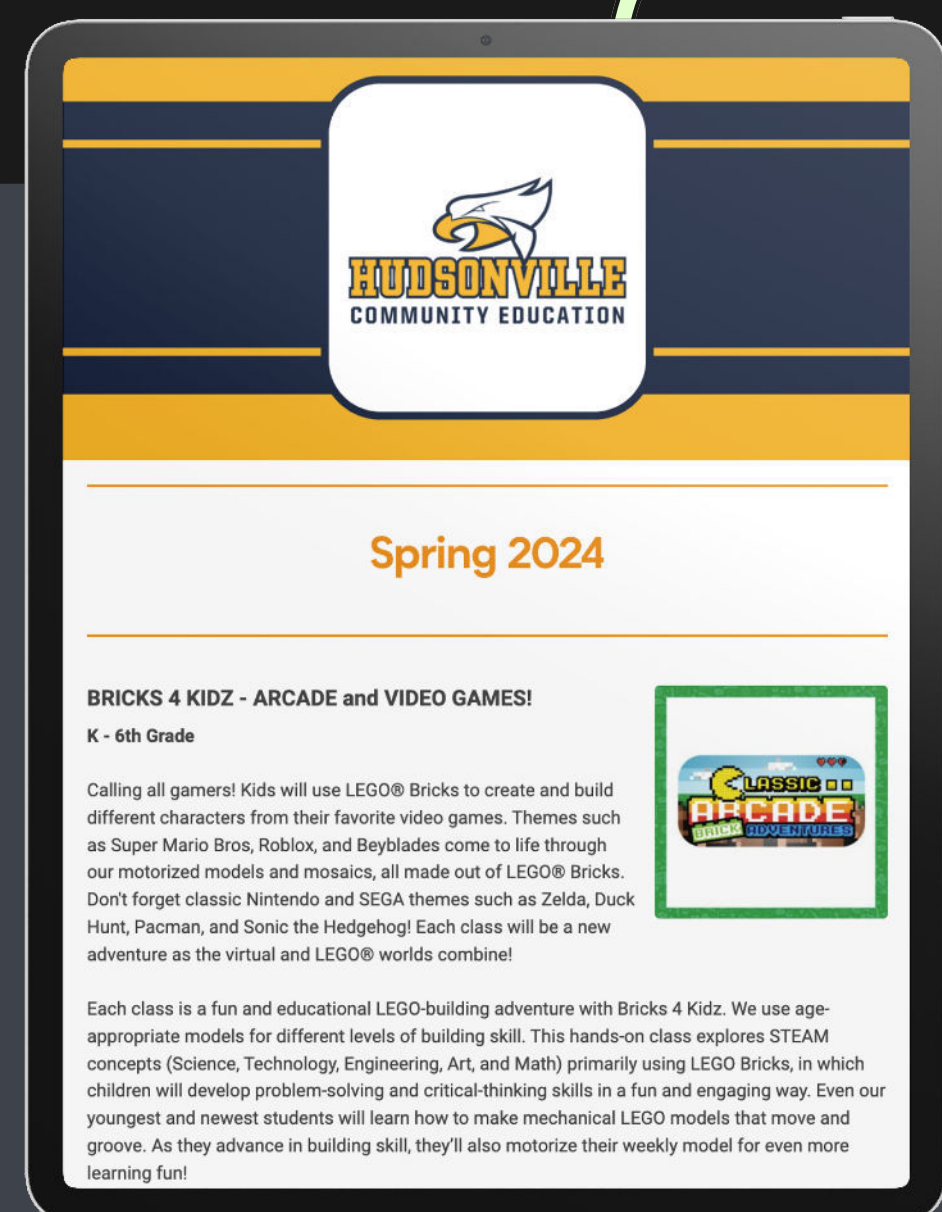 HUDSONVILLE
COMMUNITY EDUCATION
Spring 2024
BRICKS 4 KIDZ - ARCADE and VIDEO GAMES!
K - 6th Grade
CLASSIC
ARCADE
BRICK ADVENTURES
Calling all gamers! Kids will use LEGO® Bricks to create and build
different characters from their favorite video games. Themes such
as Super Mario Bros, Roblox, and Beyblades come to life through
our motorized models and mosaics, all made out of LEGO® Bricks.
Don't forget classic Nintendo and SEGA themes such as Zelda, Duck
Hunt, Pacman, and Sonic the Hedgehog! Each class will be a new
adventure as the virtual and LEGO® worlds combine!
Each class is a fun and educational LEGO-building adventure with Bricks 4 Kidz. We use age-
appropriate models for different levels of building skill. This hands-on class explores STEAM
concepts (Science, Technology, Engineering, Art, and Math) primarily using LEGO Bricks, in which
children will develop problem-solving and critical-thinking skills in a fun and engaging way. Even our
youngest and newest students will learn how to make mechanical LEGO models that move and
groove. As they advance in building skill, they’ll also motorize their weekly model for even more
learning fun!